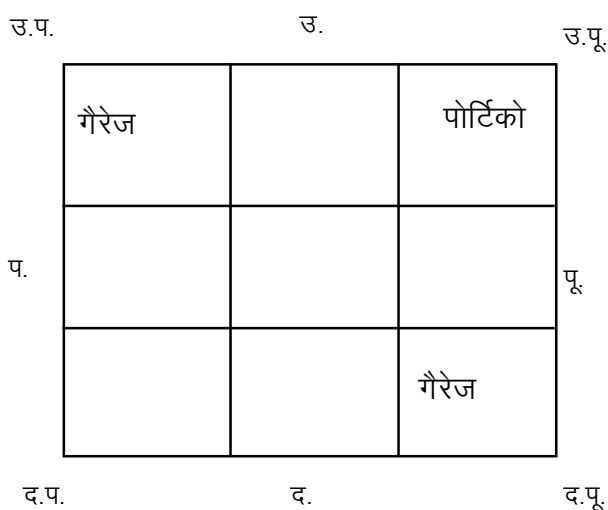 उ.प. उ. उ.पू.
गैरेज पोर्टिको
प. पू.
गैरेज
द.प. द. द.पू.